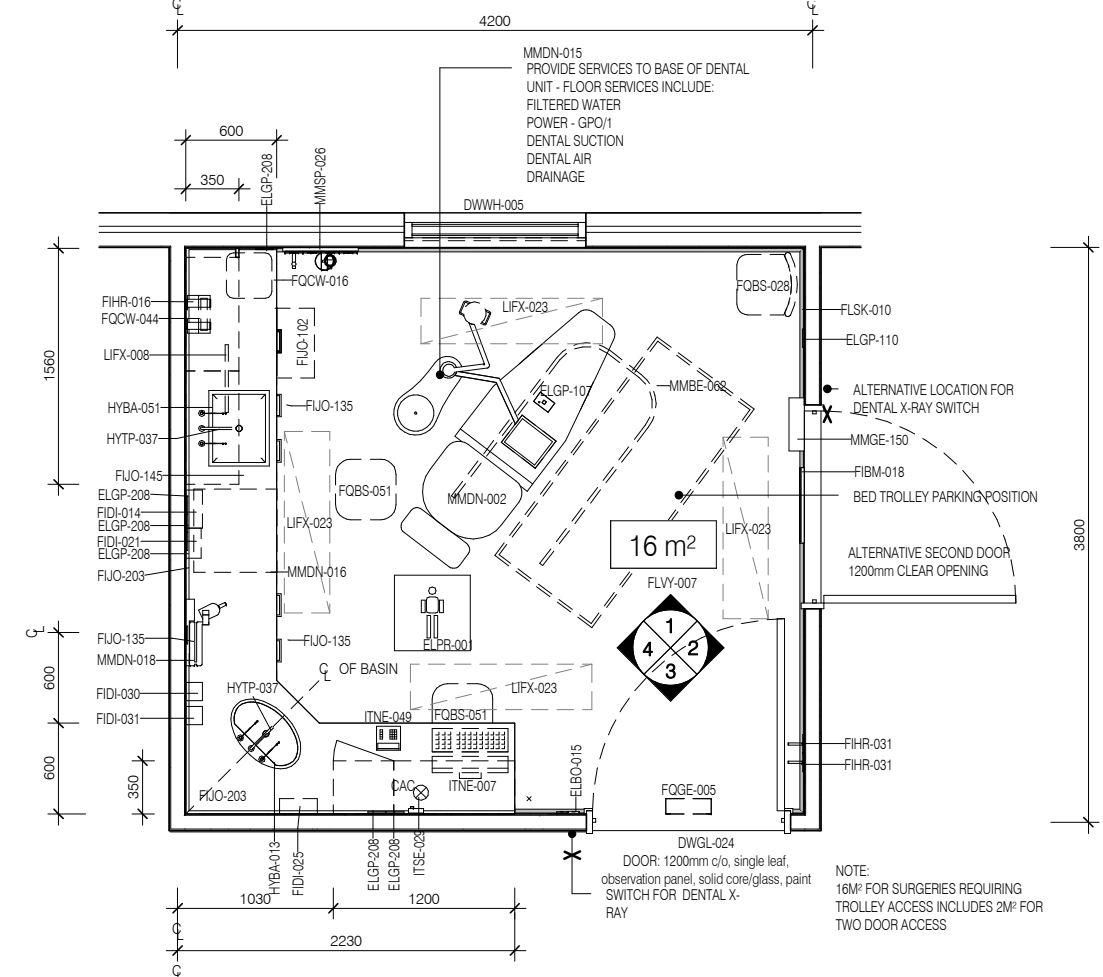 ℄
℄
4200
MMDN-015
PROVIDE SERVICES TO BASE OF DENTAL
UNIT - FLOOR SERVICES INCLUDE:
FILTERED WATER
POWER - GPO/1
DENTAL SUCTION
DENTAL AIR
DRAINAGE
600
350
ELGP-208
MMSP-026
DWWH-005
FQCW-016
FIHR-016
FQCW-044
LIFX-008
1560
HYBA-051
HYTP-037
FIJO-145
FIJO-102
FIJO-135
LIFX-023
ELGP-107
MMBE-062
FQBS-028
FLSK-010
ELGP-110
ALTERNATIVE LOCATION FOR
DENTAL X-RAY SWITCH
MMGE-150
FIBM-018
BED TROLLEY PARKING POSITION
ELGP-208
FIDI-014
ELGP-208
FIDI-021
ELGP-208
FIJO-203
FQBS-051
LIFX-023
MMDN-016
MMDN-002
16 m²
LIFX-023
FLVY-007
ALTERNATIVE SECOND DOOR
1200mm CLEAR OPENING
3800
℄
FIJO-135
MMDN-018
FIJO-135
ELPR-001
1
4
2
3
600
FIDI-030
FIDI-031
℄ OF BASIN
HYTP-037
LIFX-023
ITNE-049
FQBS-051
600
350
FIJO-203
CAC
ITNE-007
ELBO-015
FQGE-005
FIHR-031
FIHR-031
HYBA-013
FIDI-025
ELGP-208
ELGP-208
ITSE-029
DWGL-024
DOOR: 1200mm c/o, single leaf,
observation panel, solid core/glass, paint
SWITCH FOR DENTAL X-
RAY
NOTE:
16M² FOR SURGERIES REQUIRING
TROLLEY ACCESS INCLUDES 2M² FOR
TWO DOOR ACCESS
1030
1200
℄
2230
℄